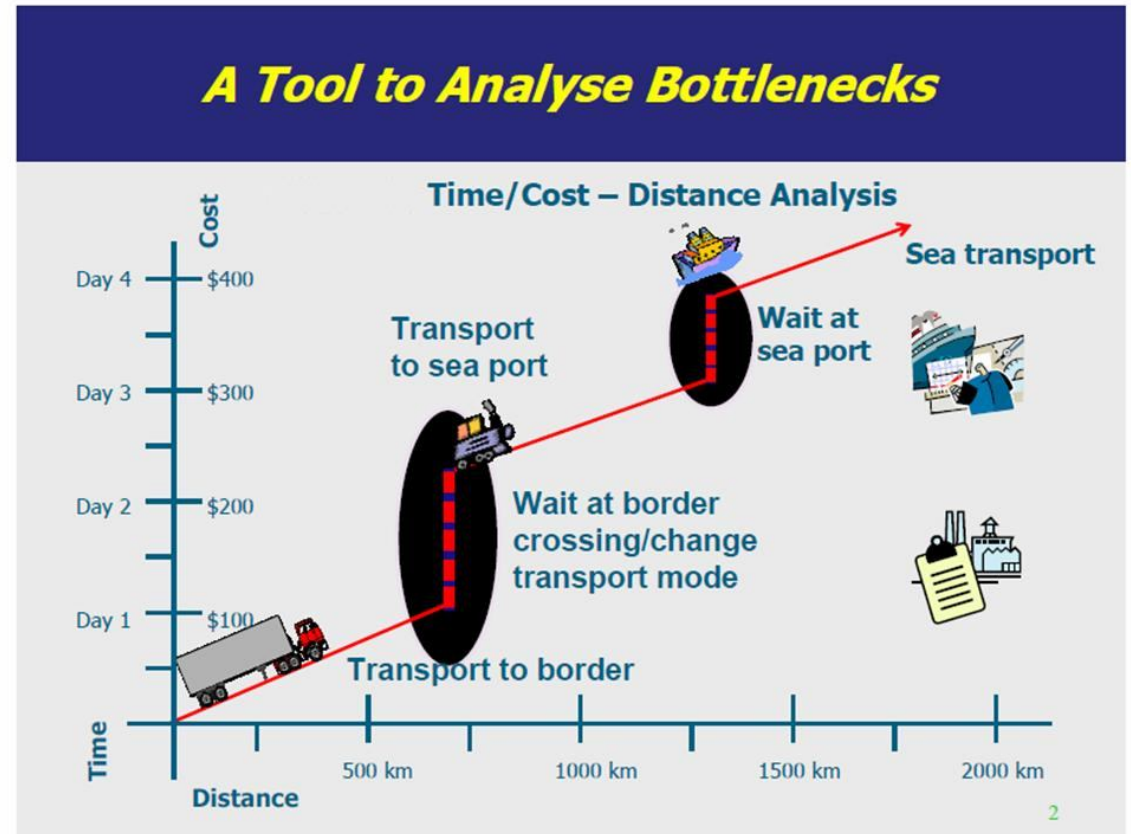 A Tool to Analyse Bottlenecks
Time/Cost – Distance Analysis
Cost
Sea transport
Day 4
$400
Transport
to sea port
Wait at
sea port
Day 3
$300
Day 2
$200
Wait at border
crossing/change
transport mode
Day 1
$100
Transport to border
Time
500 km
1000 km
1500 km
2000 km
Distance
2